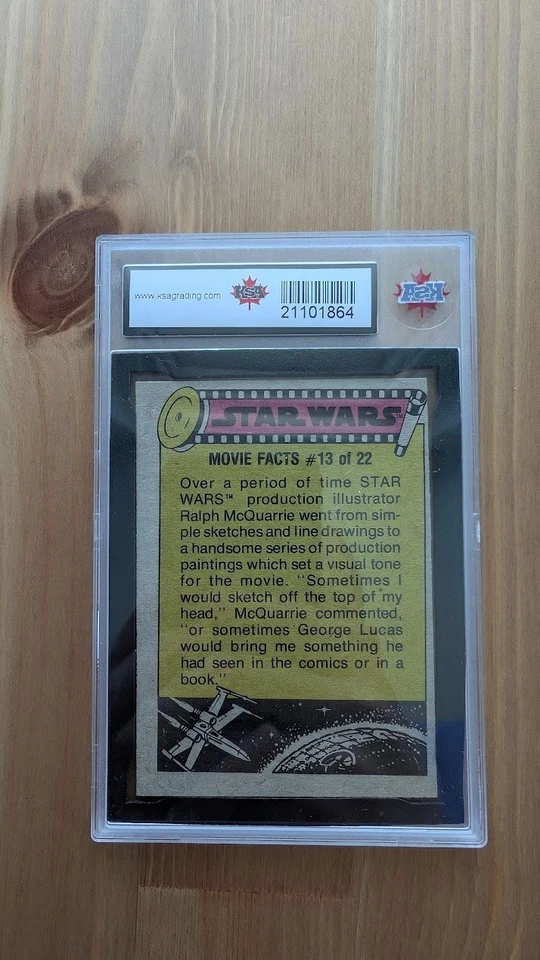 www.ksagrading.com
KSA
21101864
KSA
STAR WARS™
MOVIE FACTS #13 of 22
Over a period of time STAR
WARS™ production illustrator
Ralph McQuarrie went from sim-
ple sketches and line drawings to
a handsome series of production
paintings which set a visual tone
for the movie. "Sometimes I
would sketch off the top of my
head," McQuarrie commented,
"or sometimes George Lucas
would bring me something he
had seen in the comics or in a
book."